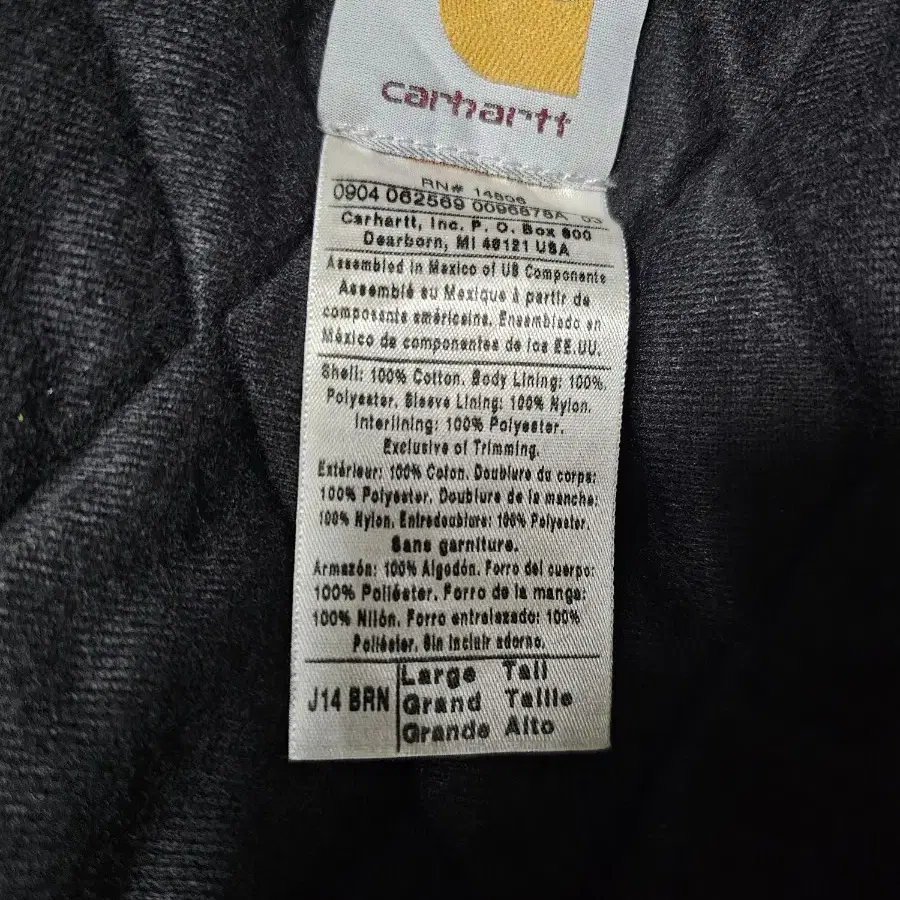 carhartt
RN# 14806
0904 062569 0096878A 03
Carhartt, Inc. P. O. Box 600
Dearborn, MI 48121 USA
Assembled in Mexico of US Components
Assemblé au Mexique à partir de
composants américains. Ensamblado en
México de componentes de los EE.UU.
Shell: 100% Cotton. Body Lining: 100%
Polyester. Sleeve Lining: 100% Nylon.
Interlining: 100% Polyester.
Exclusive of Trimming.
Extérieur: 100% Coton. Doublure du corps:
100% Polyester. Doublure de la manche:
100% Nylon. Entredoublure: 100% Polyester.
Sans garniture.
Armazón: 100% Algodón. Forro del cuerpo:
100% Poliéster. Forro de la manga:
100% Nilón. Forro entrelazado: 100%
Poliéster. Sin incluir adorno.
J14 BRN
Large Tall
Grand Taille
Grande Alto